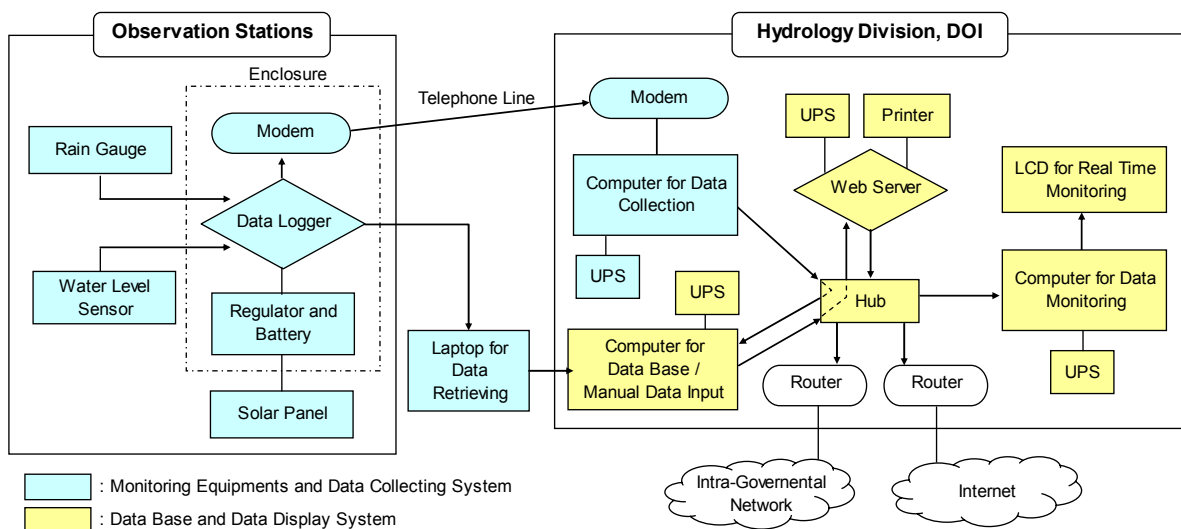 Observation Stations
Hydrology Division, DOI
Enclosure
Telephone Line
Modem
Modem
UPS
Printer
Rain Gauge
Computer for Data
Collection
Web Server
LCD for Real Time
Monitoring
Data Logger
UPS
Water Level
Sensor
UPS
Hub
Computer for Data
Monitoring
Regulator and
Battery
Laptop for
Data
Retrieving
Computer for
Data Base /
Manual Data Input
Router
Router
UPS
Solar Panel
: Monitoring Equipments and Data Collecting System
: Data Base and Data Display System
Intra-Governental
Network
Internet